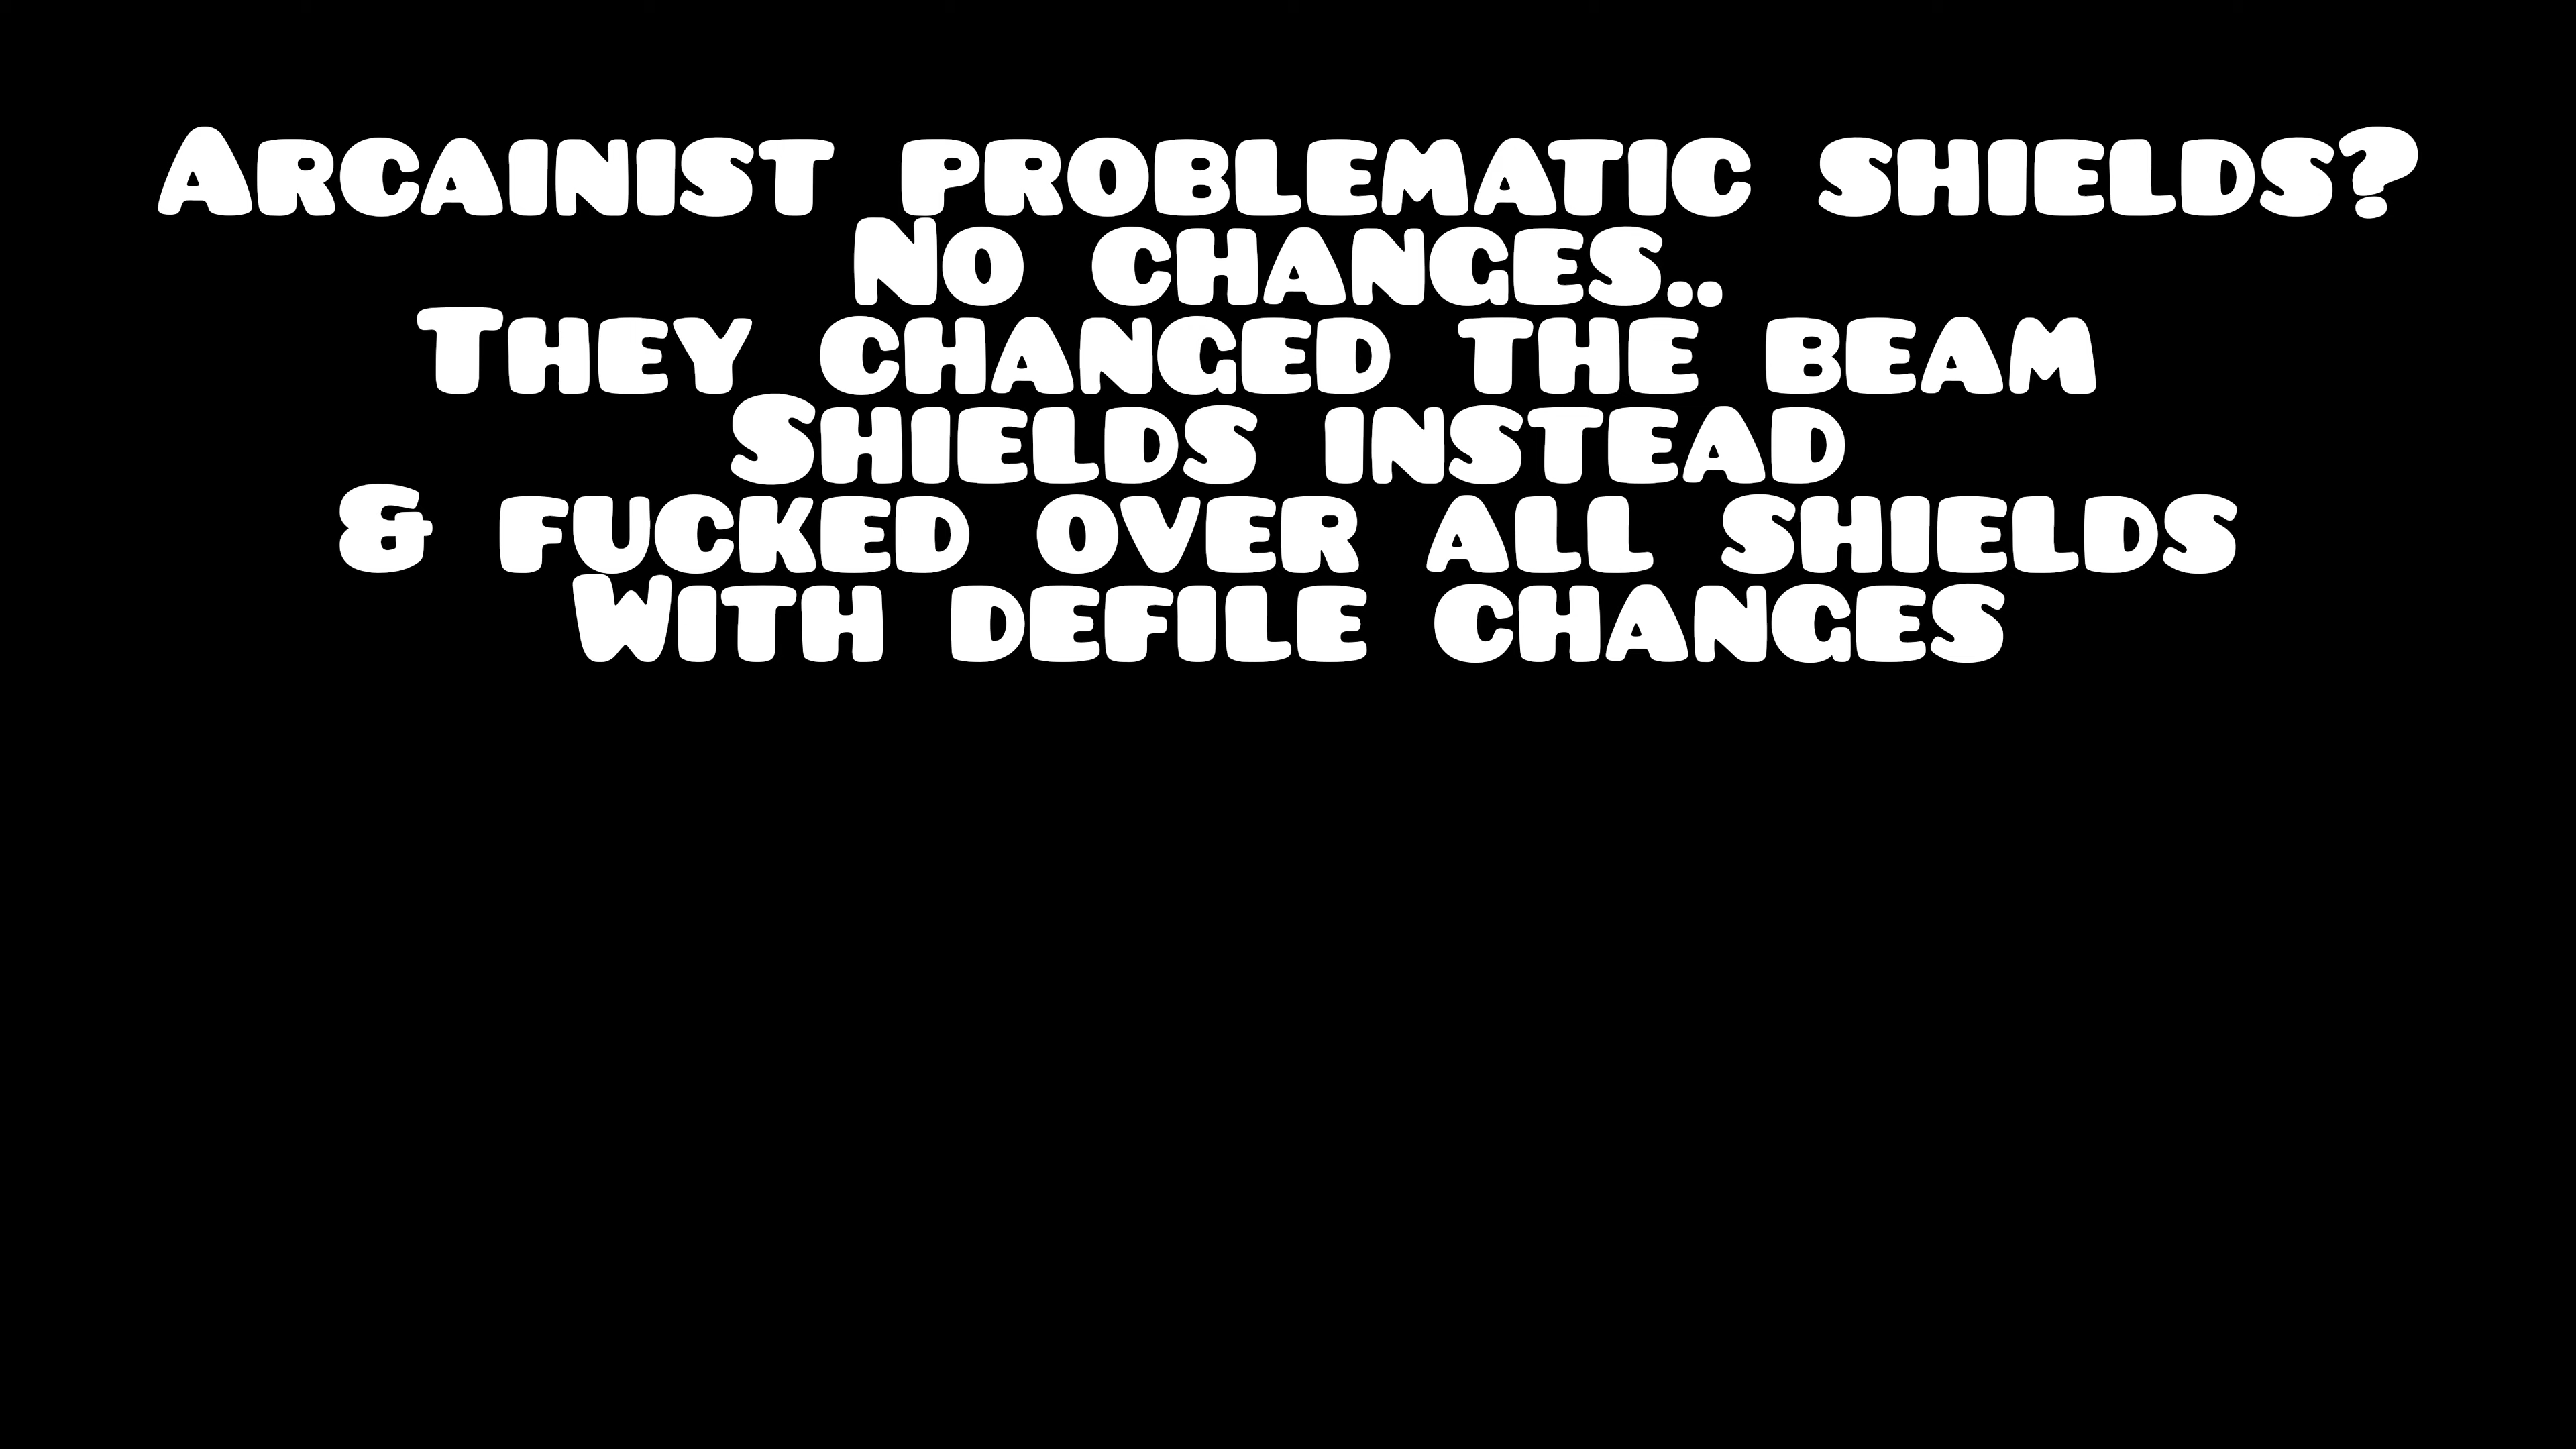 Arcainist problematic shields?
No changes..
They changed the beam
Shields instead
& fucked over all shields
With defile changes